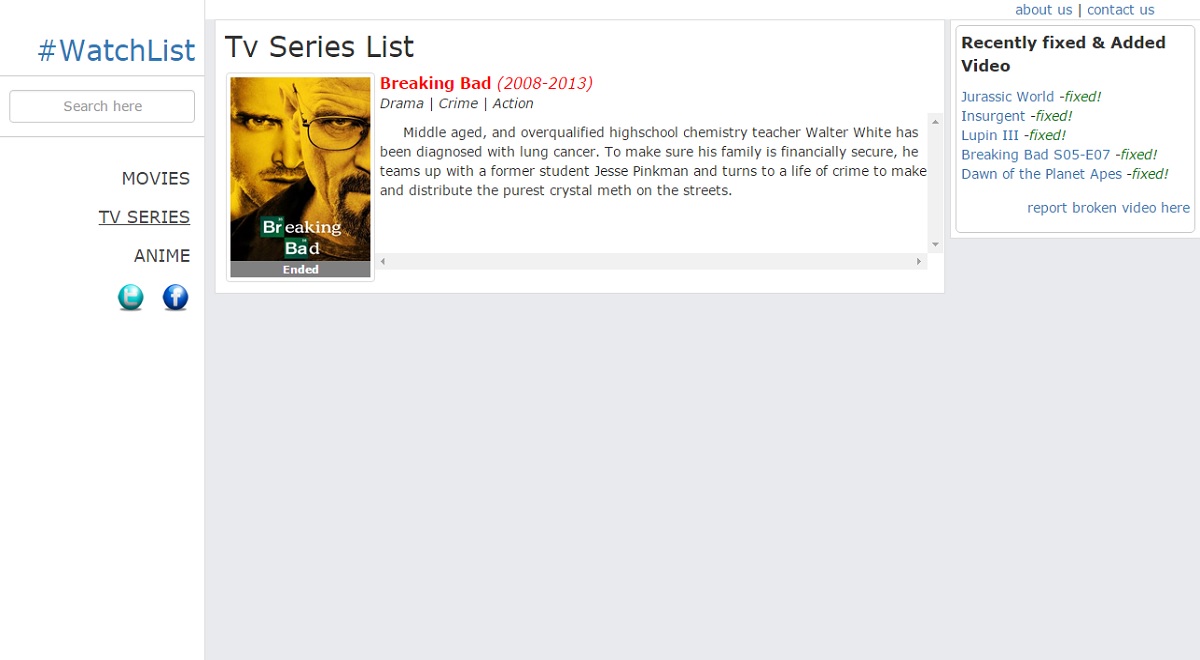 about us | contact us
#WatchList
Search here
MOVIES
TV SERIES
ANIME
Tv Series List
Breaking
Bad
Ended
Breaking Bad (2008-2013)
Drama | Crime | Action
Middle aged, and overqualified highschool chemistry teacher Walter White has
been diagnosed with lung cancer. To make sure his family is financially secure, he
teams up with a former student Jesse Pinkman and turns to a life of crime to make
and distribute the purest crystal meth on the streets.
Recently fixed & Added
Video
Jurassic World -fixed!
Insurgent -fixed!
Lupin III -fixed!
Breaking Bad S05-E07 -fixed!
Dawn of the Planet Apes -fixed!
report broken video here